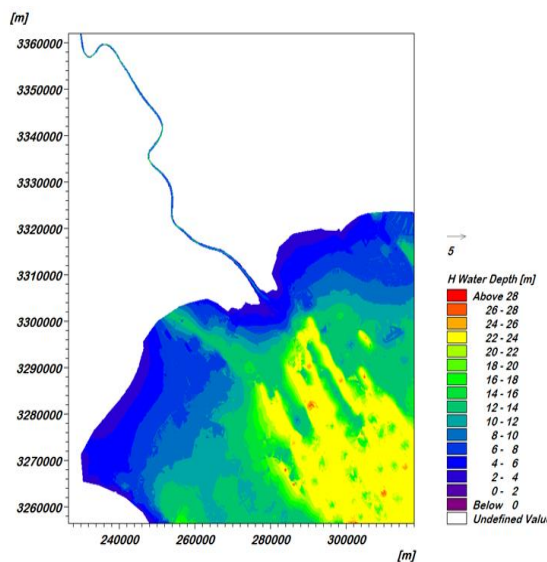 [m]
3360000
3350000
3340000
3330000
3320000
3310000
3300000
3290000
3280000
3270000
3260000
240000 260000 280000 300000
[m]
5
H Water Depth [m]
Above 28
26 - 28
24 - 26
22 - 24
20 - 22
18 - 20
16 - 18
14 - 16
12 - 14
10 - 12
8 - 10
6 - 8
4 - 6
2 - 4
0 - 2
Below 0
Undefined Value